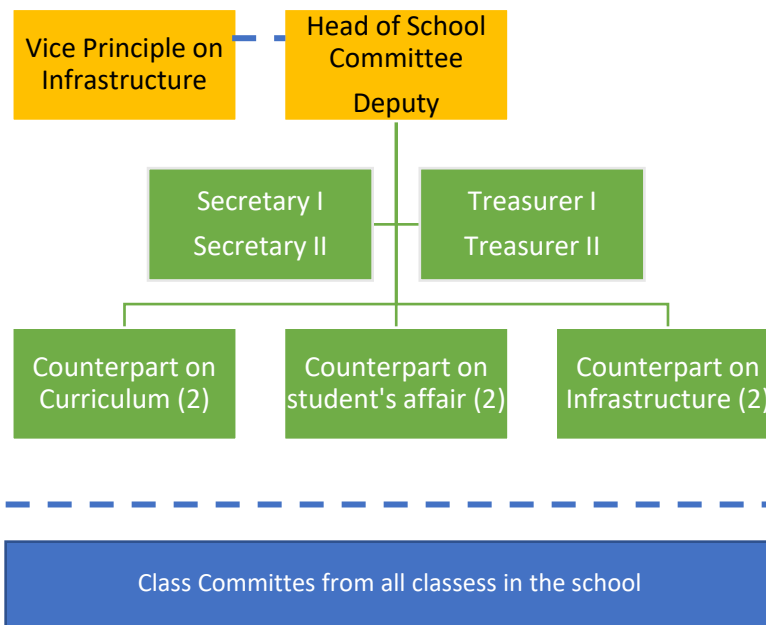 Vice Principle on
Infrastructure
Head of School
Committee
Deputy
Secretary I
Secretary II
Treasurer I
Treasurer II
Counterpart on
Curriculum (2)
Counterpart on
student's affair (2)
Counterpart on
Infrastructure (2)
Class Committes from all classess in the school